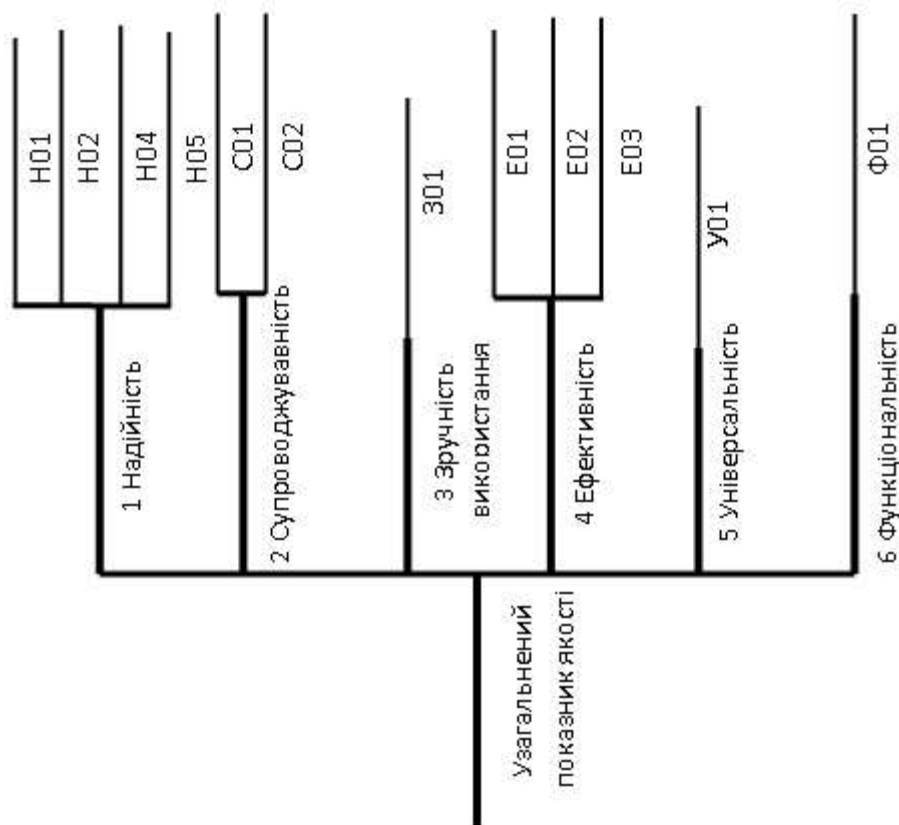 Н01
Н02
Н04
Н05
С01
С02
1 Надійність
2 Супроводжувавність
З01
3 Зручність
використання
Е01
Е02
Е03
4 Ефективність
У01
5 Універсальність
Ф01
6 Функціональність
Узагальнений
показник якості